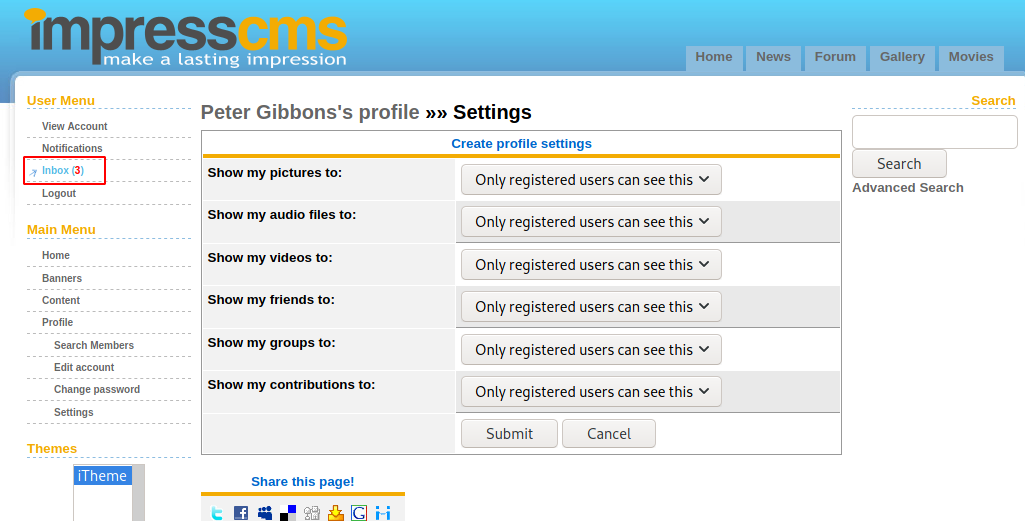 impresscms
make a lasting impression
Home News Forum Gallery Movies
User Menu
View Account
Notifications
Inbox (3)
Logout
Main Menu
Home
Banners
Content
Profile
Search Members
Edit account
Change password
Settings
Themes
iTheme
Peter Gibbons's profile »» Settings
Create profile settings
Show my pictures to: Only registered users can see this
Show my audio files to: Only registered users can see this
Show my videos to: Only registered users can see this
Show my friends to: Only registered users can see this
Show my groups to: Only registered users can see this
Show my contributions to: Only registered users can see this
Submit Cancel
Share this page!
Search
Search
Advanced Search